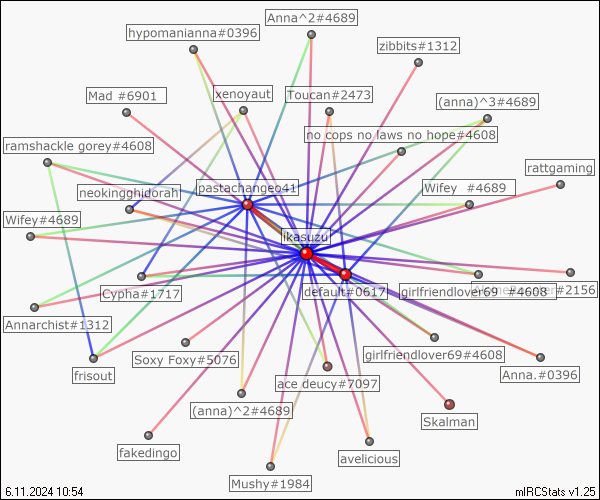 Anna^2#4689
hypomanianna#0396
zibbits#1312
Mad #6901
xenoyaut
Toucan#2473
(anna)^3#4689
no cops no laws no hope#4608
ramshackle gorey#4608
rattgaming
neokingghidorah
pastachangeo41
Wifey #4689
Wifey#4689
ikasuzu
Cypha#1717
default#0617
girlfriendlover69 #4608
#2156
Annarchist#1312
Soxy Foxy#5076
girlfriendlover69#4608
frisout
ace deucy#7097
Anna.#0396
(anna)^2#4689
Skalman
fakedingo
avelicious
Mushy#1984
6.11.2024 10:54
mIRCStats v1.25